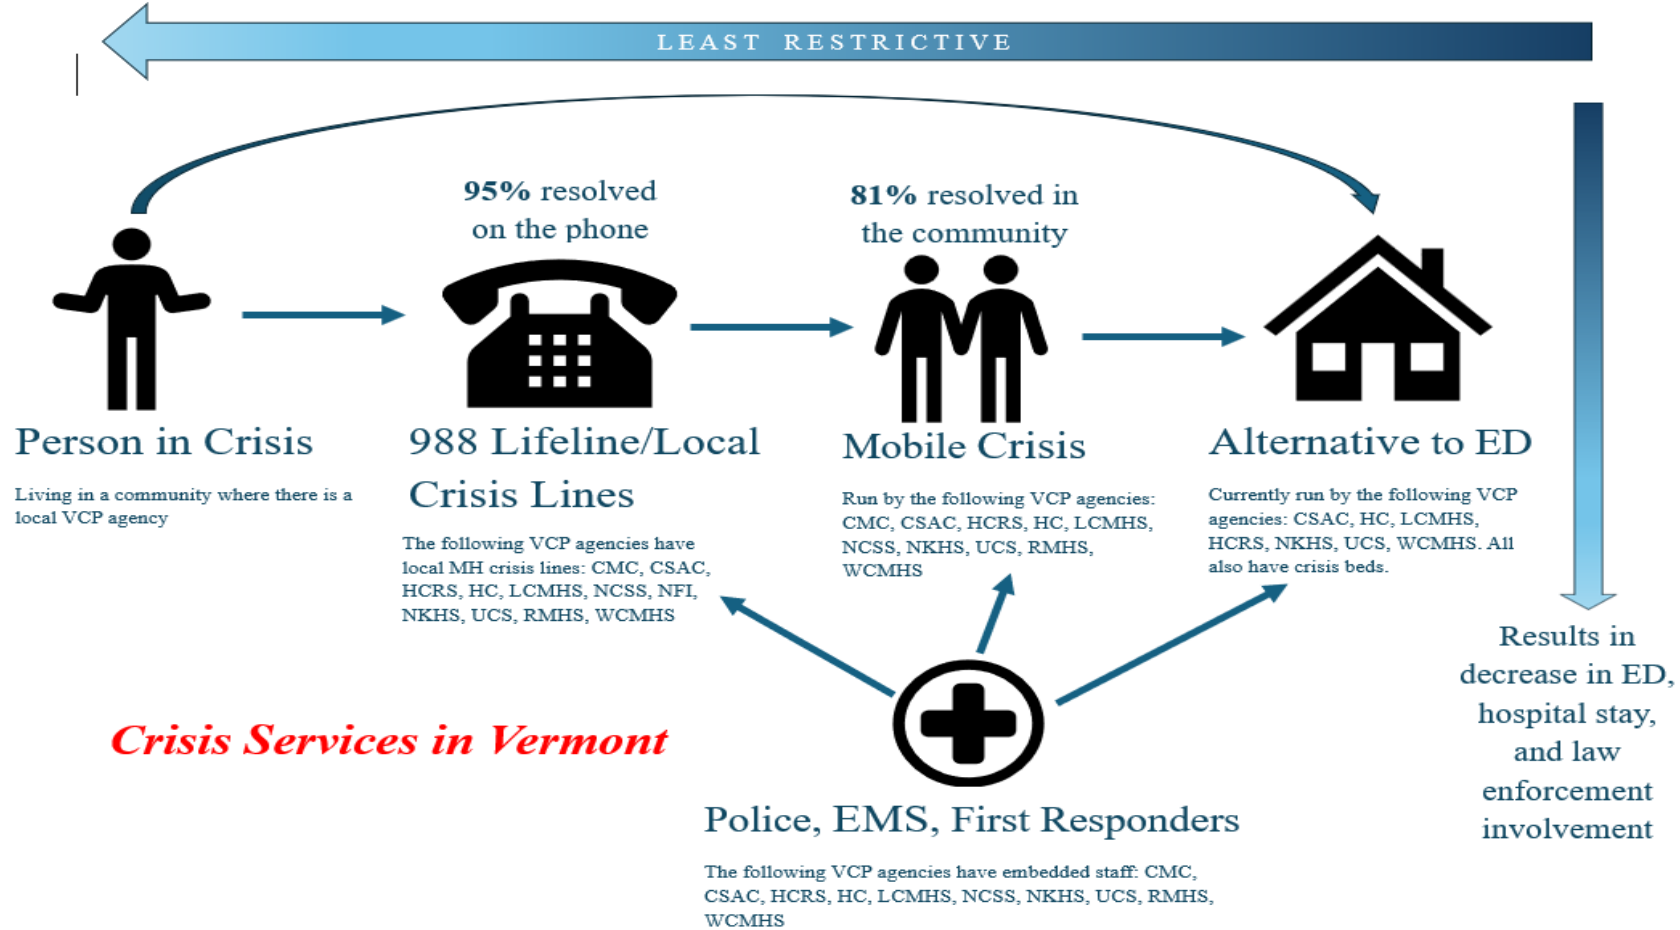 LEAST RESTRICTIVE
95% resolved
on the phone
81% resolved in
the community
Person in Crisis
Living in a community where there is a
local VCP agency
988 Lifeline/Local
Crisis Lines
The following VCP agencies have
local MH crisis lines: CMC, CSAC,
HCRS, HC, LCMHS, NCSS, NFI,
NKHS, UCS, RMHS, WCMHS
Mobile Crisis
Run by the following VCP agencies:
CMC, CSAC, HCRS, HC, LCMHS,
NCSS, NKHS, UCS, RMHS,
WCMHS
Alternative to ED
Currently run by the following VCP
agencies: CSAC, HC, LCMHS,
HCRS, NKHS, UCS, WCMHS. All
also have crisis beds.
Results in
decrease in ED,
hospital stay,
and law
enforcement
involvement
Crisis Services in Vermont
Police, EMS, First Responders
The following VCP agencies have embedded staff: CMC,
CSAC, HCRS, HC, LCMHS, NCSS, NKHS, UCS, RMHS,
WCMHS